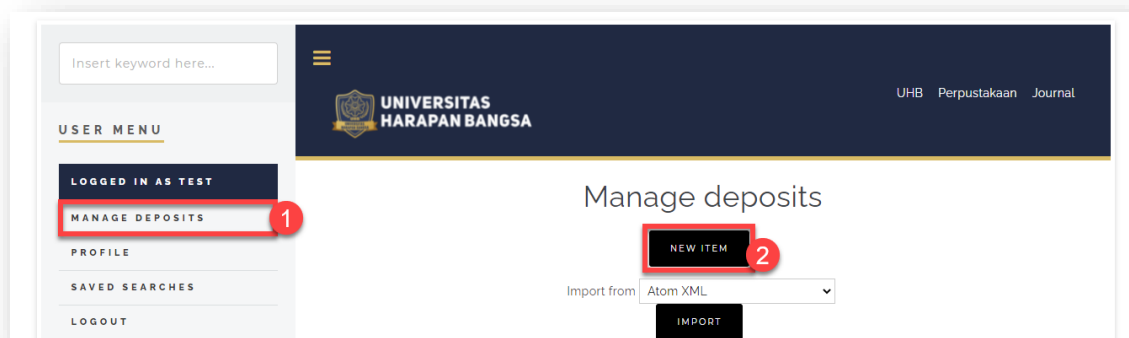 Insert keyword here...
USER MENU
LOGGED IN AS TEST
MANAGE DEPOSITS
1
PROFILE
SAVED SEARCHES
LOGOUT
UNIVERSITAS
HARAPAN BANGSA
UHB Perpustakaan Journal
Manage deposits
NEW ITEM
2
Import from Atom XML
IMPORT